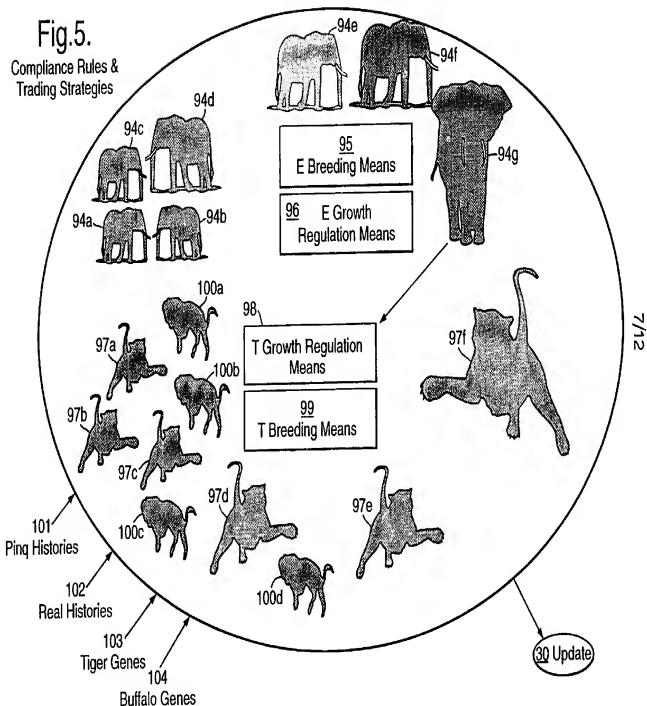 Fig.5.
Compliance Rules &
Trading Strategies
94e
94f
94d
94c
94g
95
E Breeding Means
94a
94b
96 E Growth
Regulation Means
100a
98
97a
T Growth Regulation
Means
97f
100b
97b
99
T Breeding Means
97c
97d
97e
100c
100d
101
Pinq Histories
102
Real Histories
103
Tiger Genes
104
Buffalo Genes
30 Update
7/12